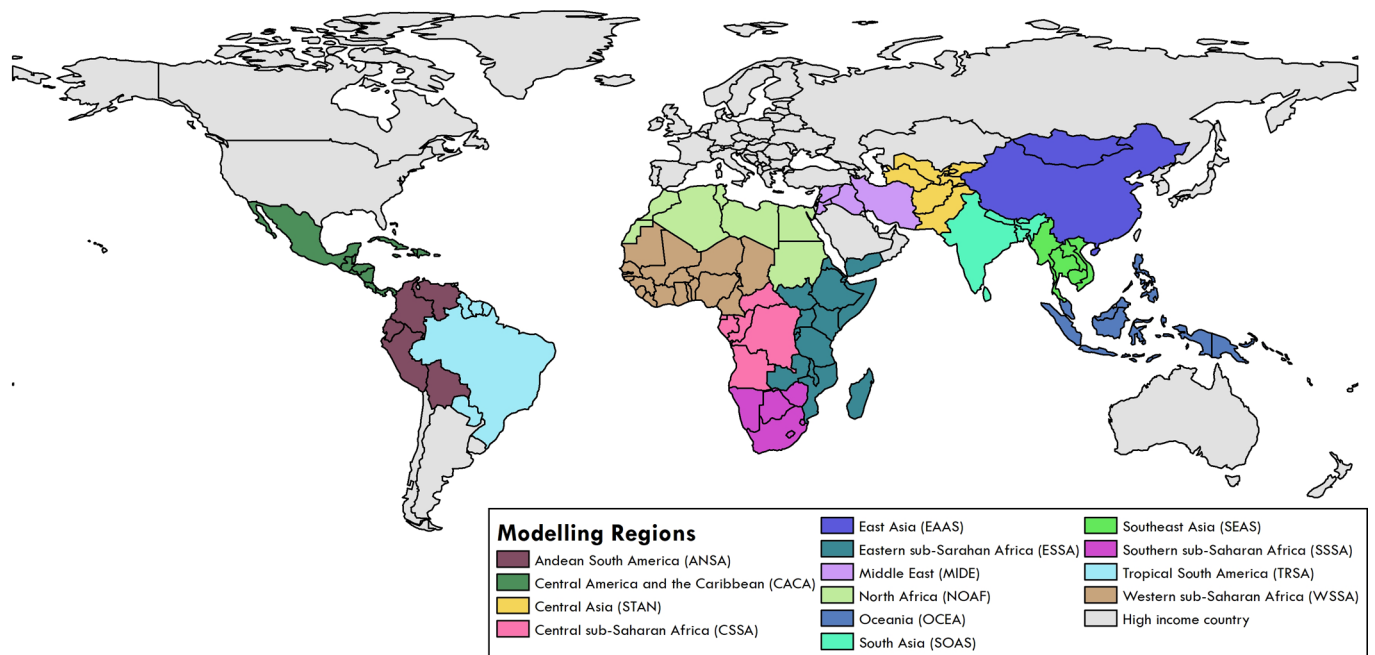 Modelling Regions
Andean South America (ANSA)
Central America and the Caribbean (CACA)
Central Asia (STAN)
Central sub-Saharan Africa (CSSA)
East Asia (EAAS)
Eastern sub-Sarahan Africa (ESSA)
Middle East (MIDE)
North Africa (NOAF)
Oceania (OCEA)
South Asia (SOAS)
Southeast Asia (SEAS)
Southern sub-Saharan Africa (SSSA)
Tropical South America (TRSA)
Western sub-Saharan Africa (WSSA)
High income country